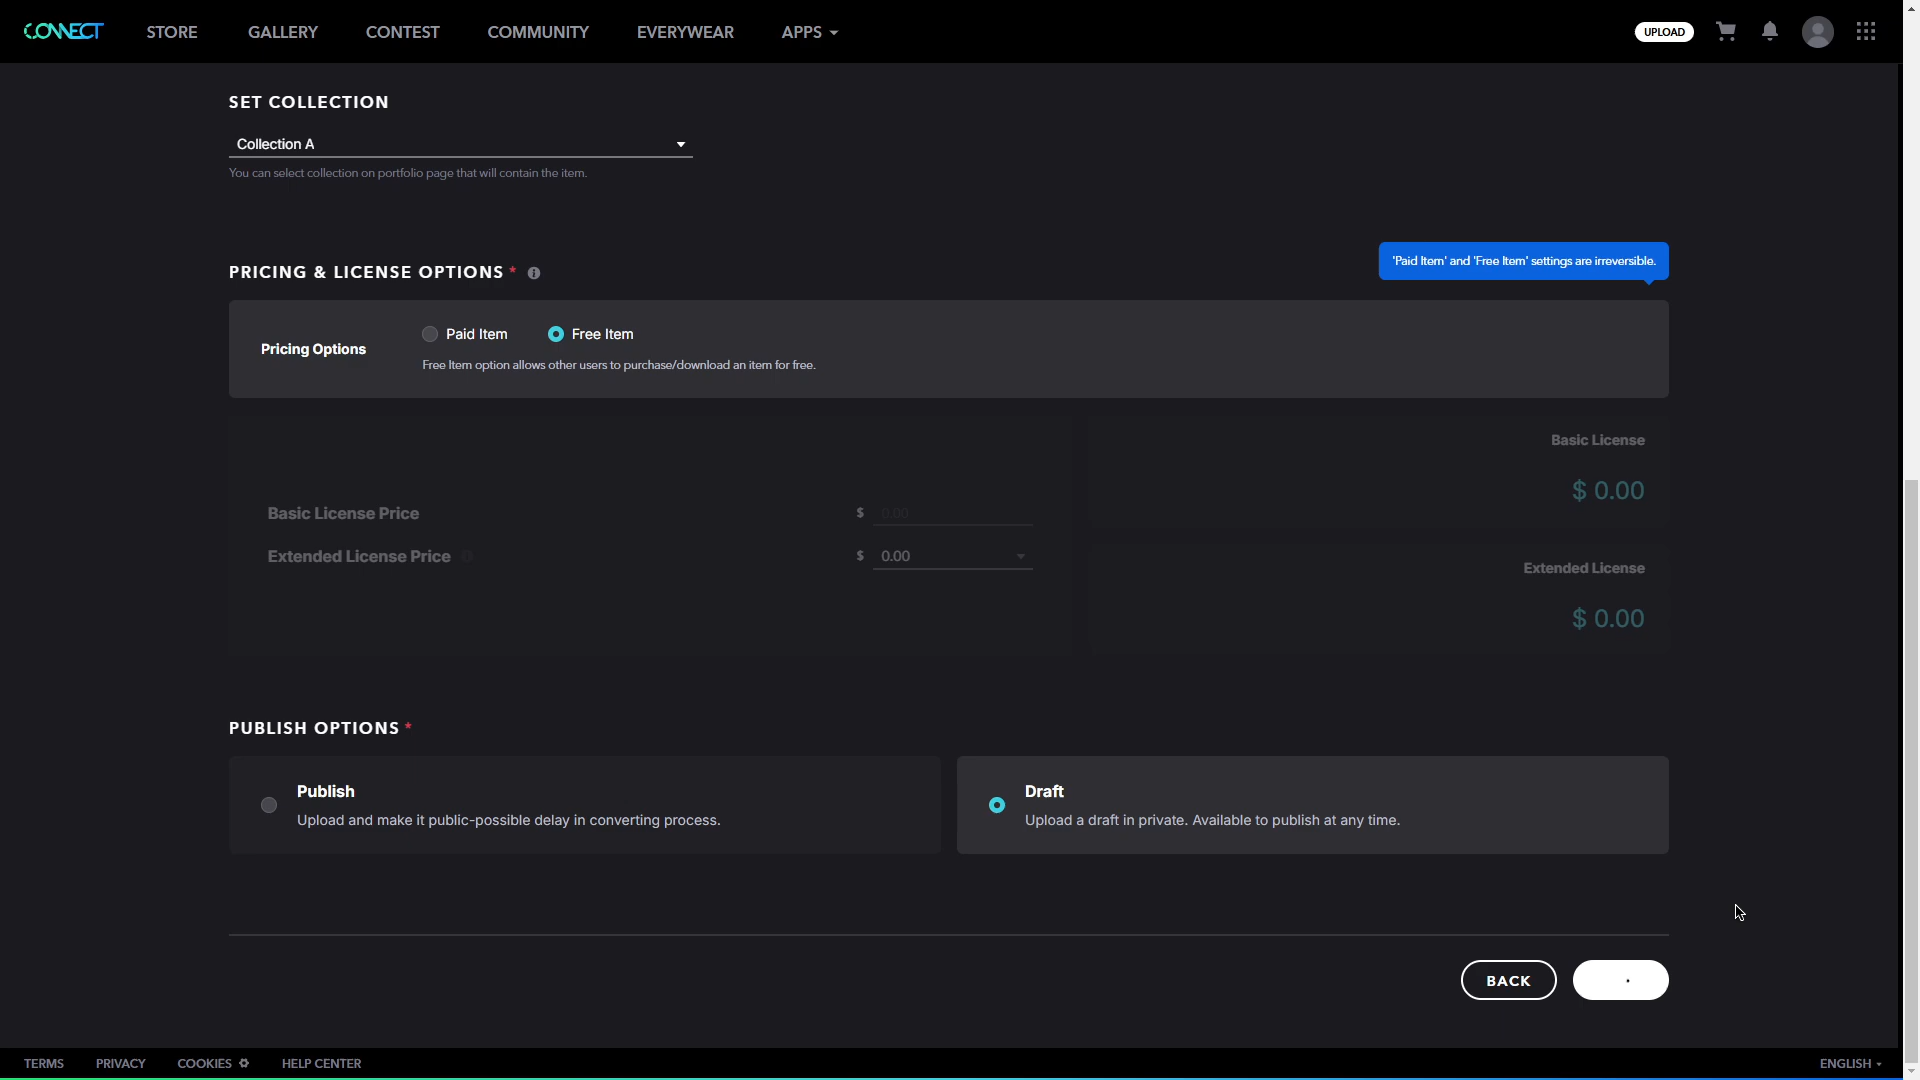 CONNECT STORE GALLERY CONTEST COMMUNITY EVERYWEAR APPS UPLOAD
SET COLLECTION
Collection A
You can select collection on portfolio page that will contain the item.
PRICING & LICENSE OPTIONS *
'Paid Item' and 'Free Item' settings are irreversible.
Pricing Options
Paid Item Free Item
Free Item option allows other users to purchase/download an item for free.
Basic License
$ 0.00
Basic License Price $ 0.00
Extended License Price $ 0.00
Extended License
$ 0.00
PUBLISH OPTIONS *
Publish
Upload and make it public-possible delay in converting process.
Draft
Upload a draft in private. Available to publish at any time.
BACK
TERMS PRIVACY COOKIES HELP CENTER ENGLISH